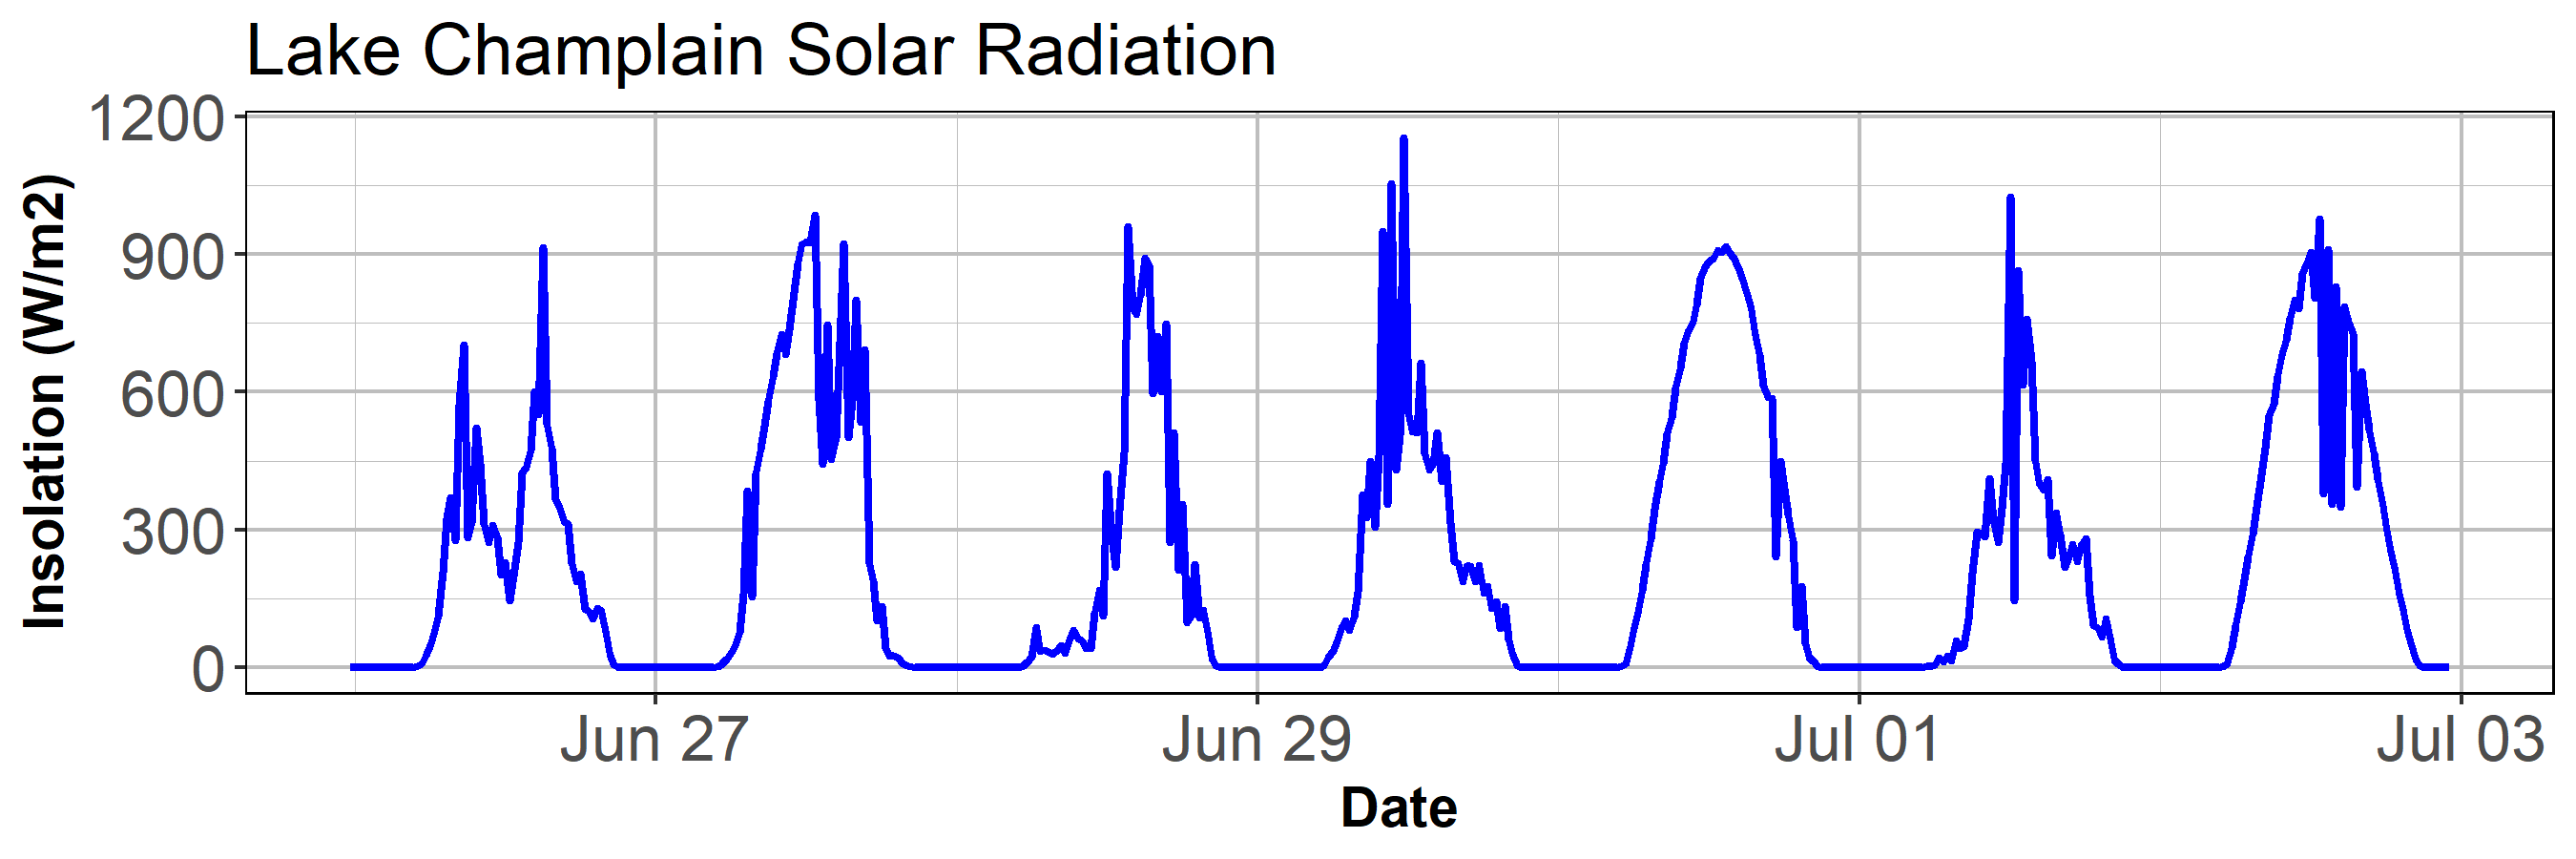 Lake Champlain Solar Radiation
1200
900
600
300
0
Insolation (W/m2)
Jun 27 Jun 29 Jul 01 Jul 03
Date